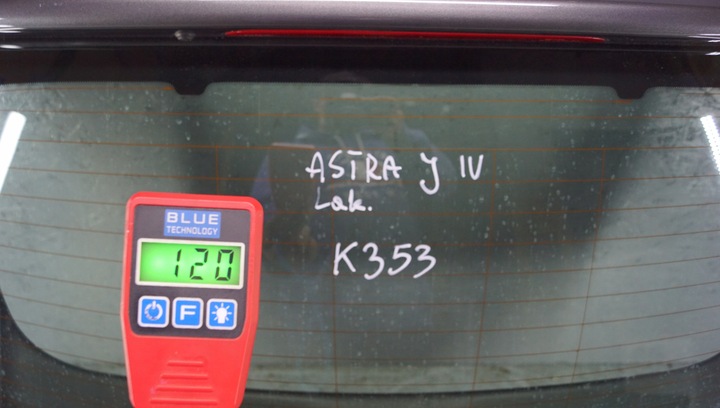 ASTRA J IV
Lak.
K353
BLUE
TECHNOLOGY
120
F